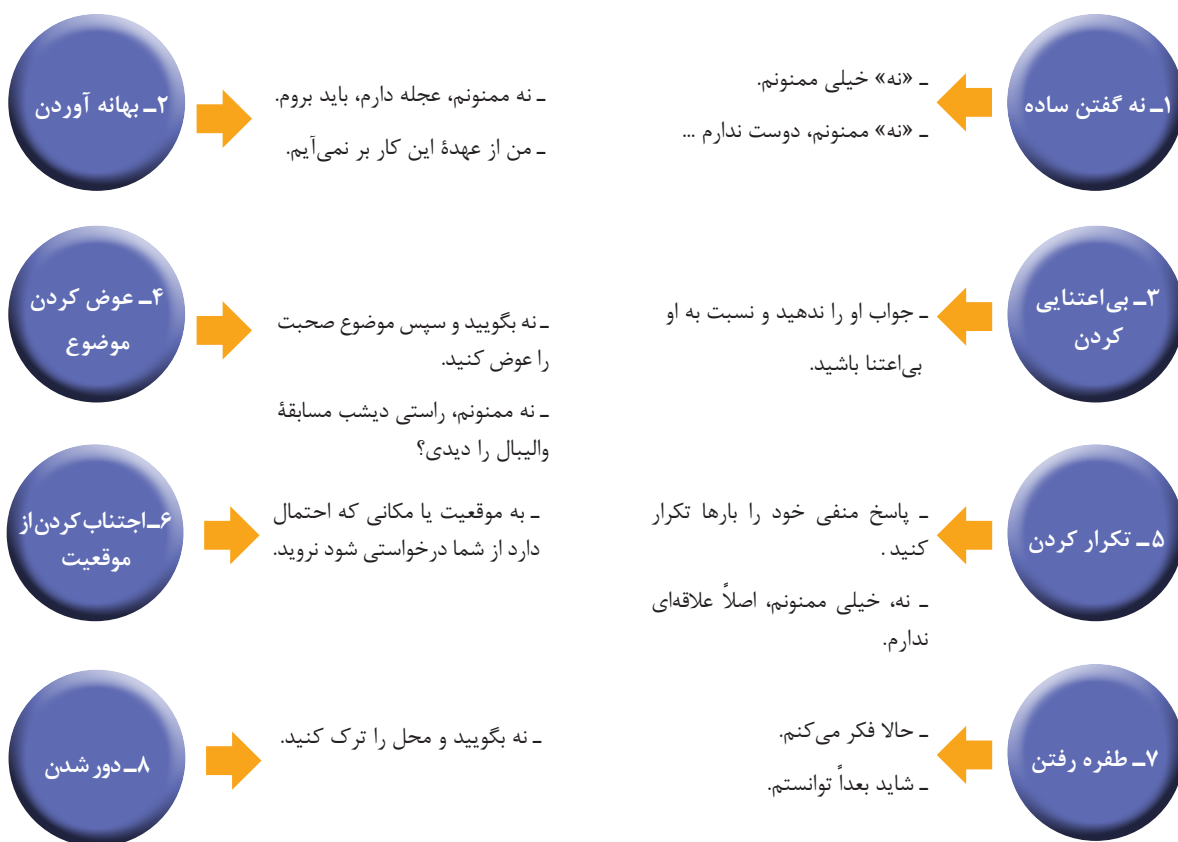 ۱ـ نه گفتن ساده
ـ «نه» خیلی ممنونم.
ـ «نه» ممنونم، دوست ندارم ...
۲ـ بهانه آوردن
ـ نه ممنونم، عجله دارم، باید بروم.
ـ من از عهدهٔ این کار بر نمی‌آیم.
۳ـ بی‌اعتنایی
کردن
ـ جواب او را ندهید و نسبت به او
بی‌اعتنا باشید.
۴ـ عوض کردن
موضوع
ـ نه بگویید و سپس موضوع صحبت
را عوض کنید.
ـ نه ممنونم، راستی دیشب مسابقهٔ
والیبال را دیدی؟
۵ـ تکرار کردن
ـ پاسخ منفی خود را بارها تکرار
کنید.
ـ نه، خیلی ممنونم، اصلاً علاقه‌ای
ندارم.
۶ـ اجتناب کردن از
موقعیت
ـ به موقعیت یا مکانی که احتمال
دارد از شما درخواستی شود نروید.
۷ـ طفره رفتن
ـ حالا فکر می‌کنم.
ـ شاید بعداً توانستم.
۸ـ دور شدن
ـ نه بگویید و محل را ترک کنید.